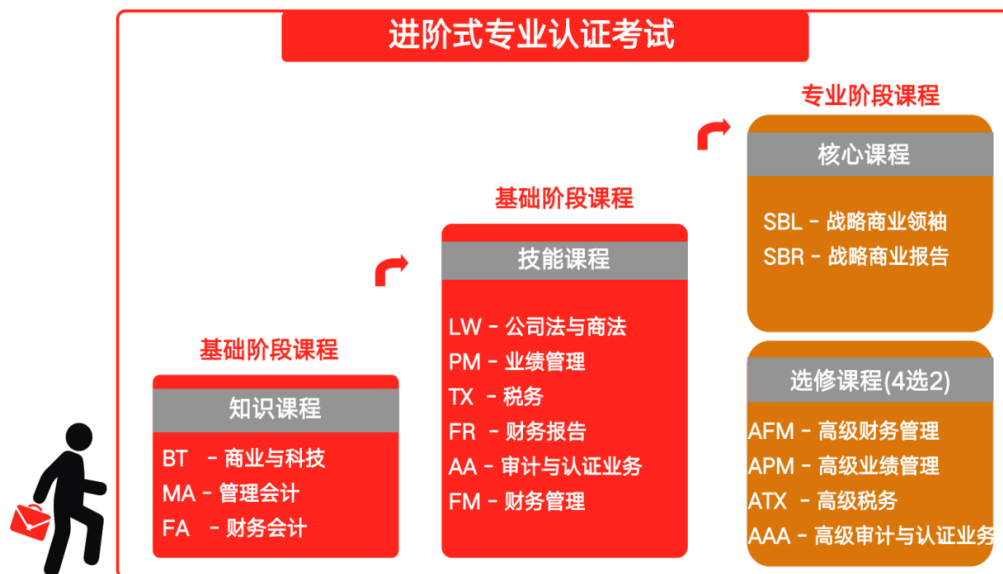 进阶式专业认证考试
基础阶段课程
知识课程
BT - 商业与科技
MA - 管理会计
FA - 财务会计
基础阶段课程
技能课程
LW - 公司法与商法
PM - 业绩管理
TX - 税务
FR - 财务报告
AA - 审计与认证业务
FM - 财务管理
专业阶段课程
核心课程
SBL - 战略商业领袖
SBR - 战略商业报告
选修课程(4选2)
AFM - 高级财务管理
APM - 高级业绩管理
ATX - 高级税务
AAA - 高级审计与认证业务